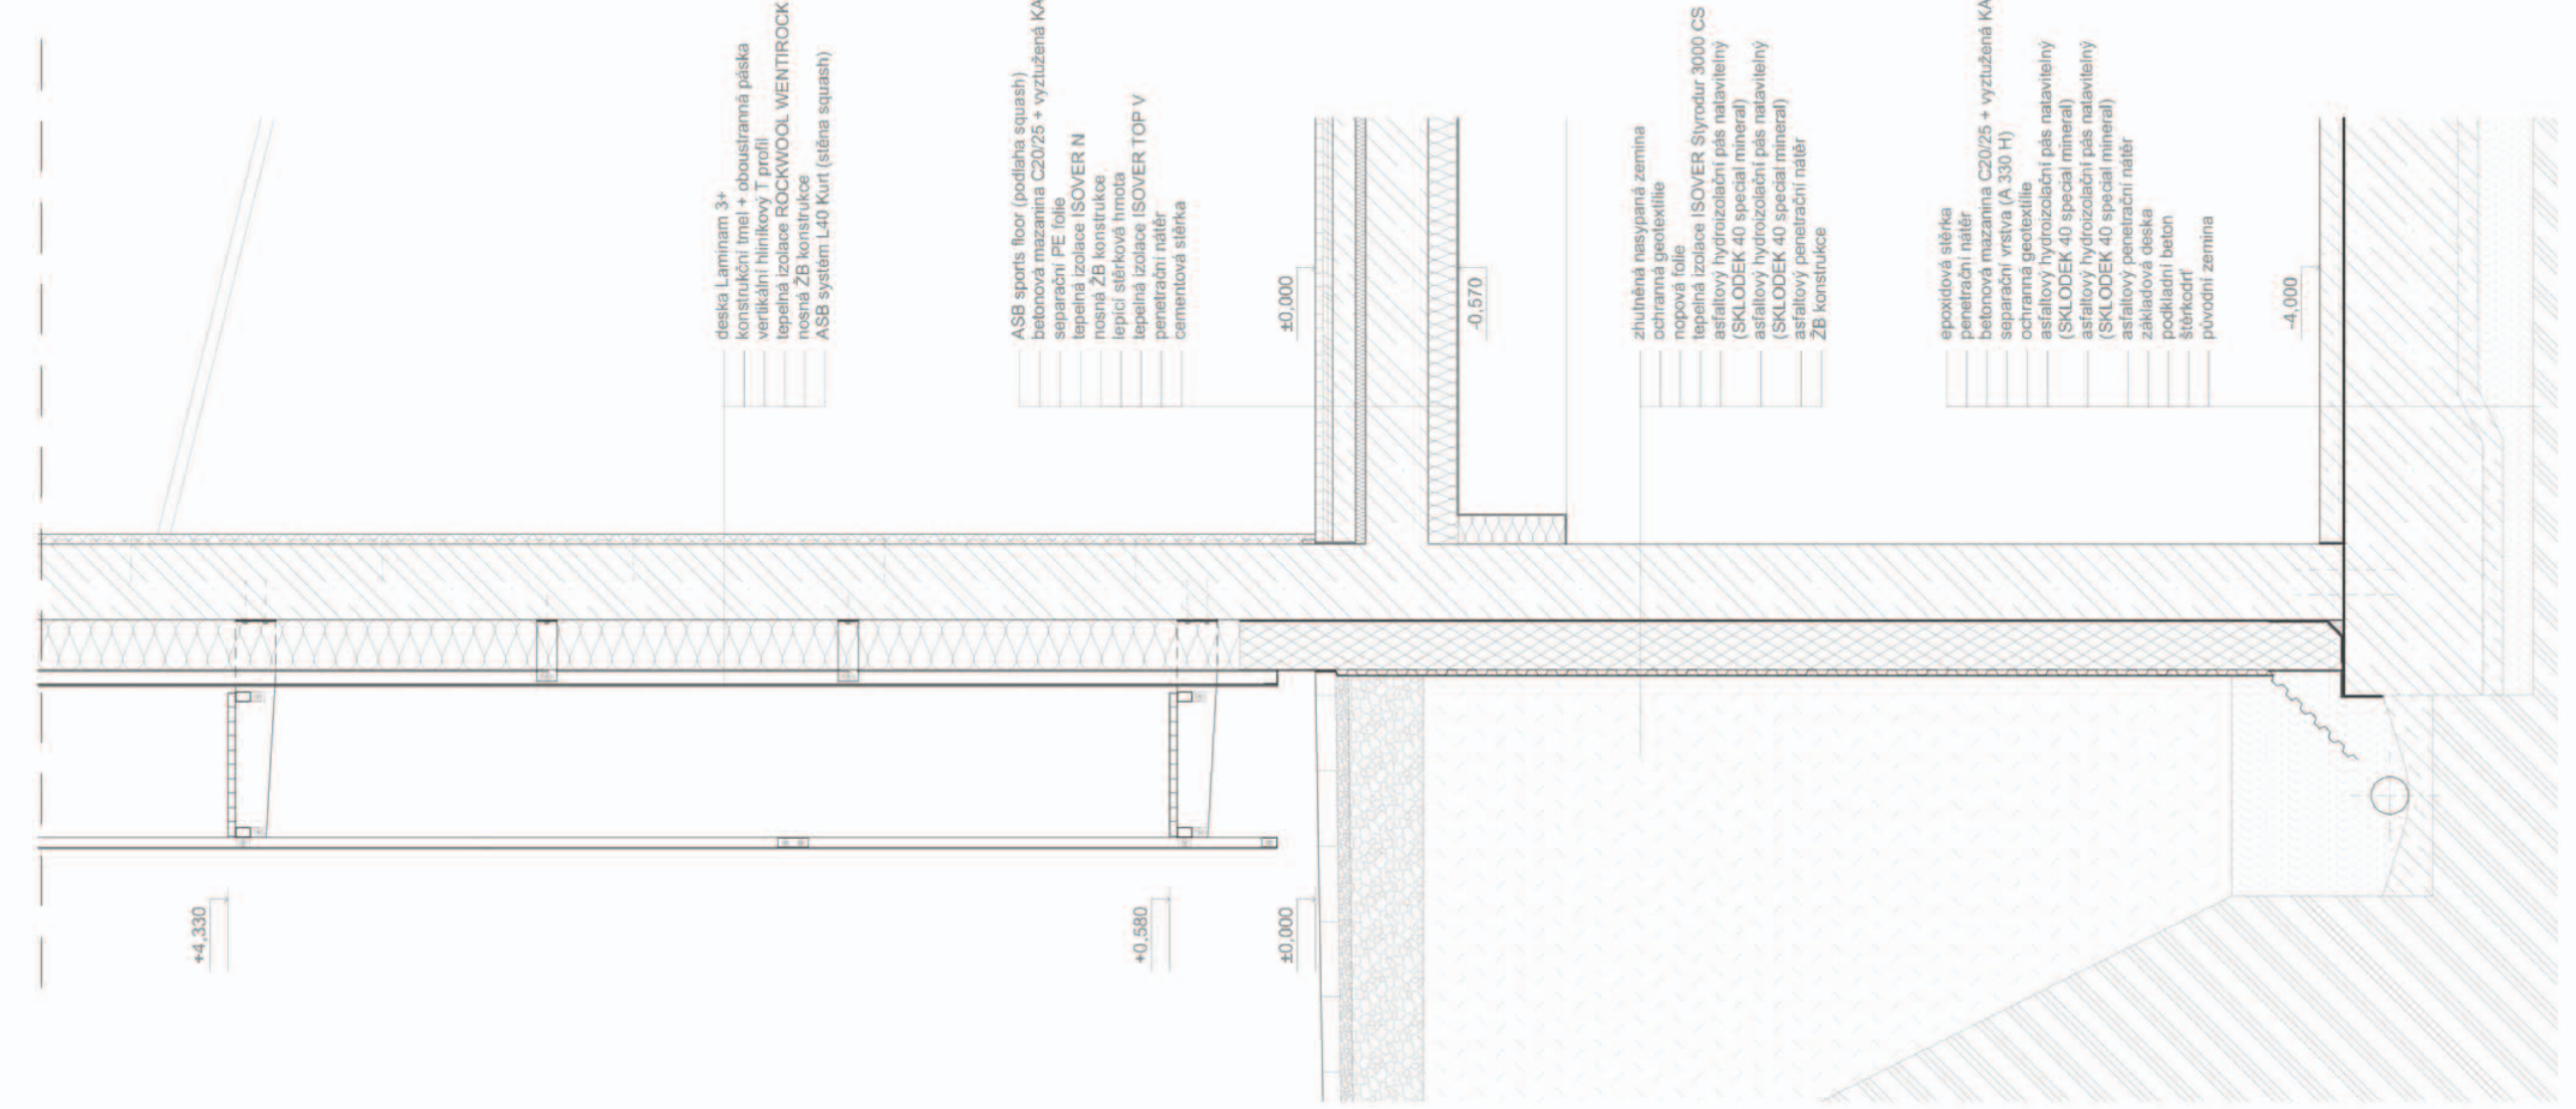 deska Laminam 3+
konstrukční tmel + oboustranná páska
vertikální hliníkový T profil
tepelná izolace ROCKWOOL WENTIROCK
nosná ŽB konstrukce
ASB systém L40 Kurt (stěna squash)
ASB sports floor (podlaha squash)
betonová mazanina C20/25 + vyztužená KA
separační PE folie
tepelná izolace ISOVER N
nosná ŽB konstrukce
lepící stěrková hmota
tepelná izolace ISOVER TOP V
penetrační nátěr
cementová stěrka
±0,000
-0,570
zhutněná nasypaná zemina
ochranná geotextílie
nopová folie
tepelná izolace ISOVER Styrodur 3000 CS
asfaltový hydroizolační pás natavitelný
(SKLODEK 40 special mineral)
asfaltový hydroizolační pás natavitelný
(SKLODEK 40 special mineral)
asfaltový penetrační nátěr
ŽB konstrukce
epoxidová stěrka
penetrační nátěr
betonová mazanina C20/25 + vyztužená KA
separační vrstva (A 330 H)
ochranná geotextílie
asfaltový hydroizolační pás natavitelný
(SKLODEK 40 special mineral)
asfaltový hydroizolační pás natavitelný
(SKLODEK 40 special mineral)
asfaltový penetrační nátěr
základová deska
podkladní beton
štěrkodrť
původní zemina
-4,000
+4,330
+0,580
±0,000